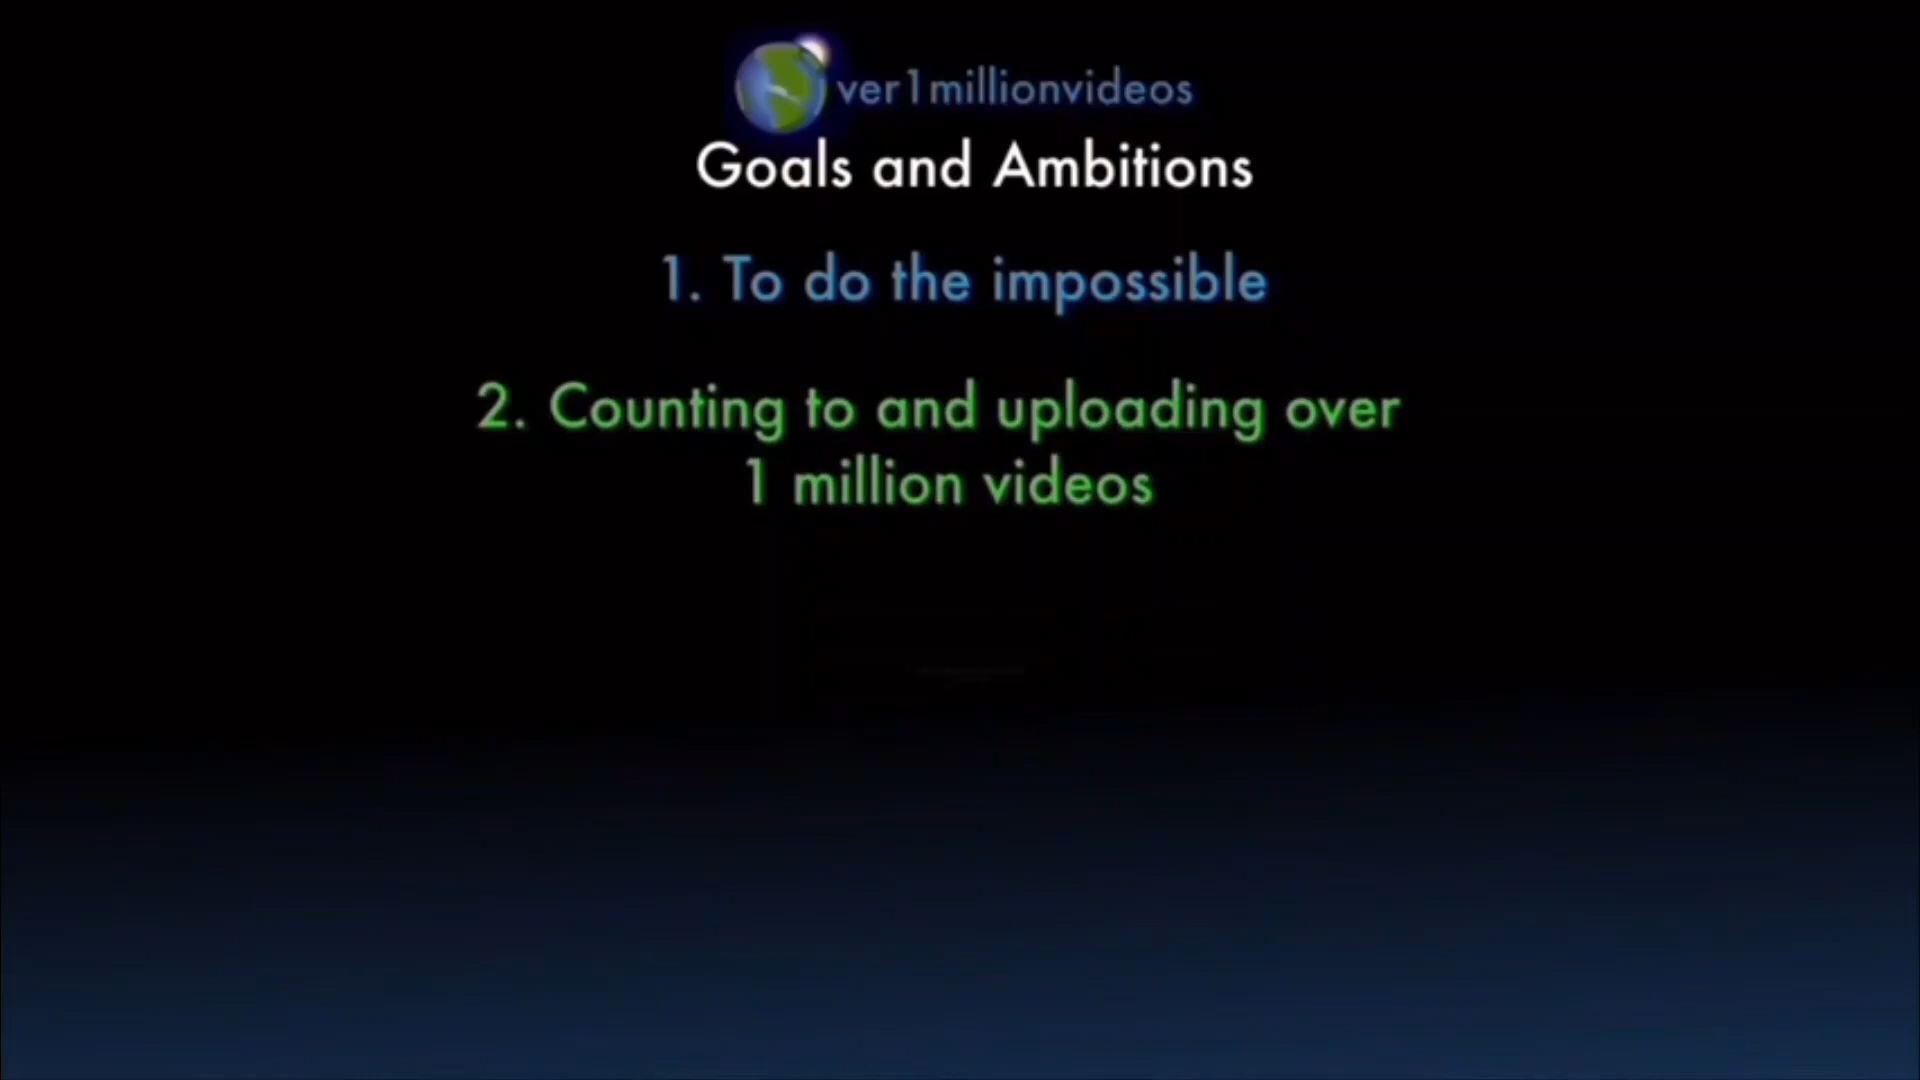 ver1millionvideos
Goals and Ambitions
1. To do the impossible
2. Counting to and uploading over
1 million videos